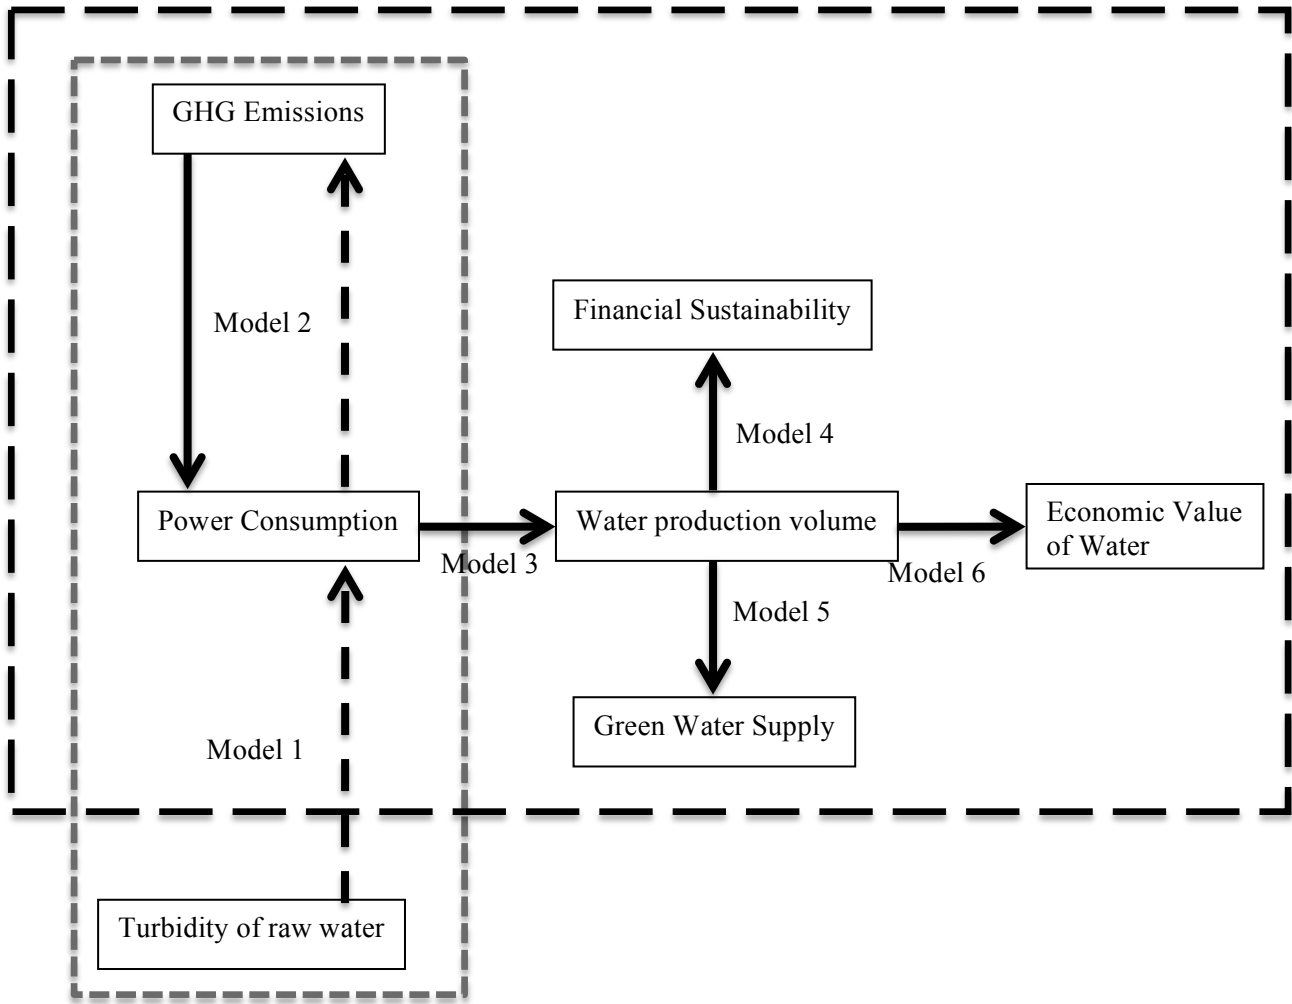 GHG Emissions
Model 2
Financial Sustainability
Model 4
Power Consumption
Model 3
Water production volume
Model 6
Economic Value
of Water
Model 5
Green Water Supply
Model 1
Turbidity of raw water